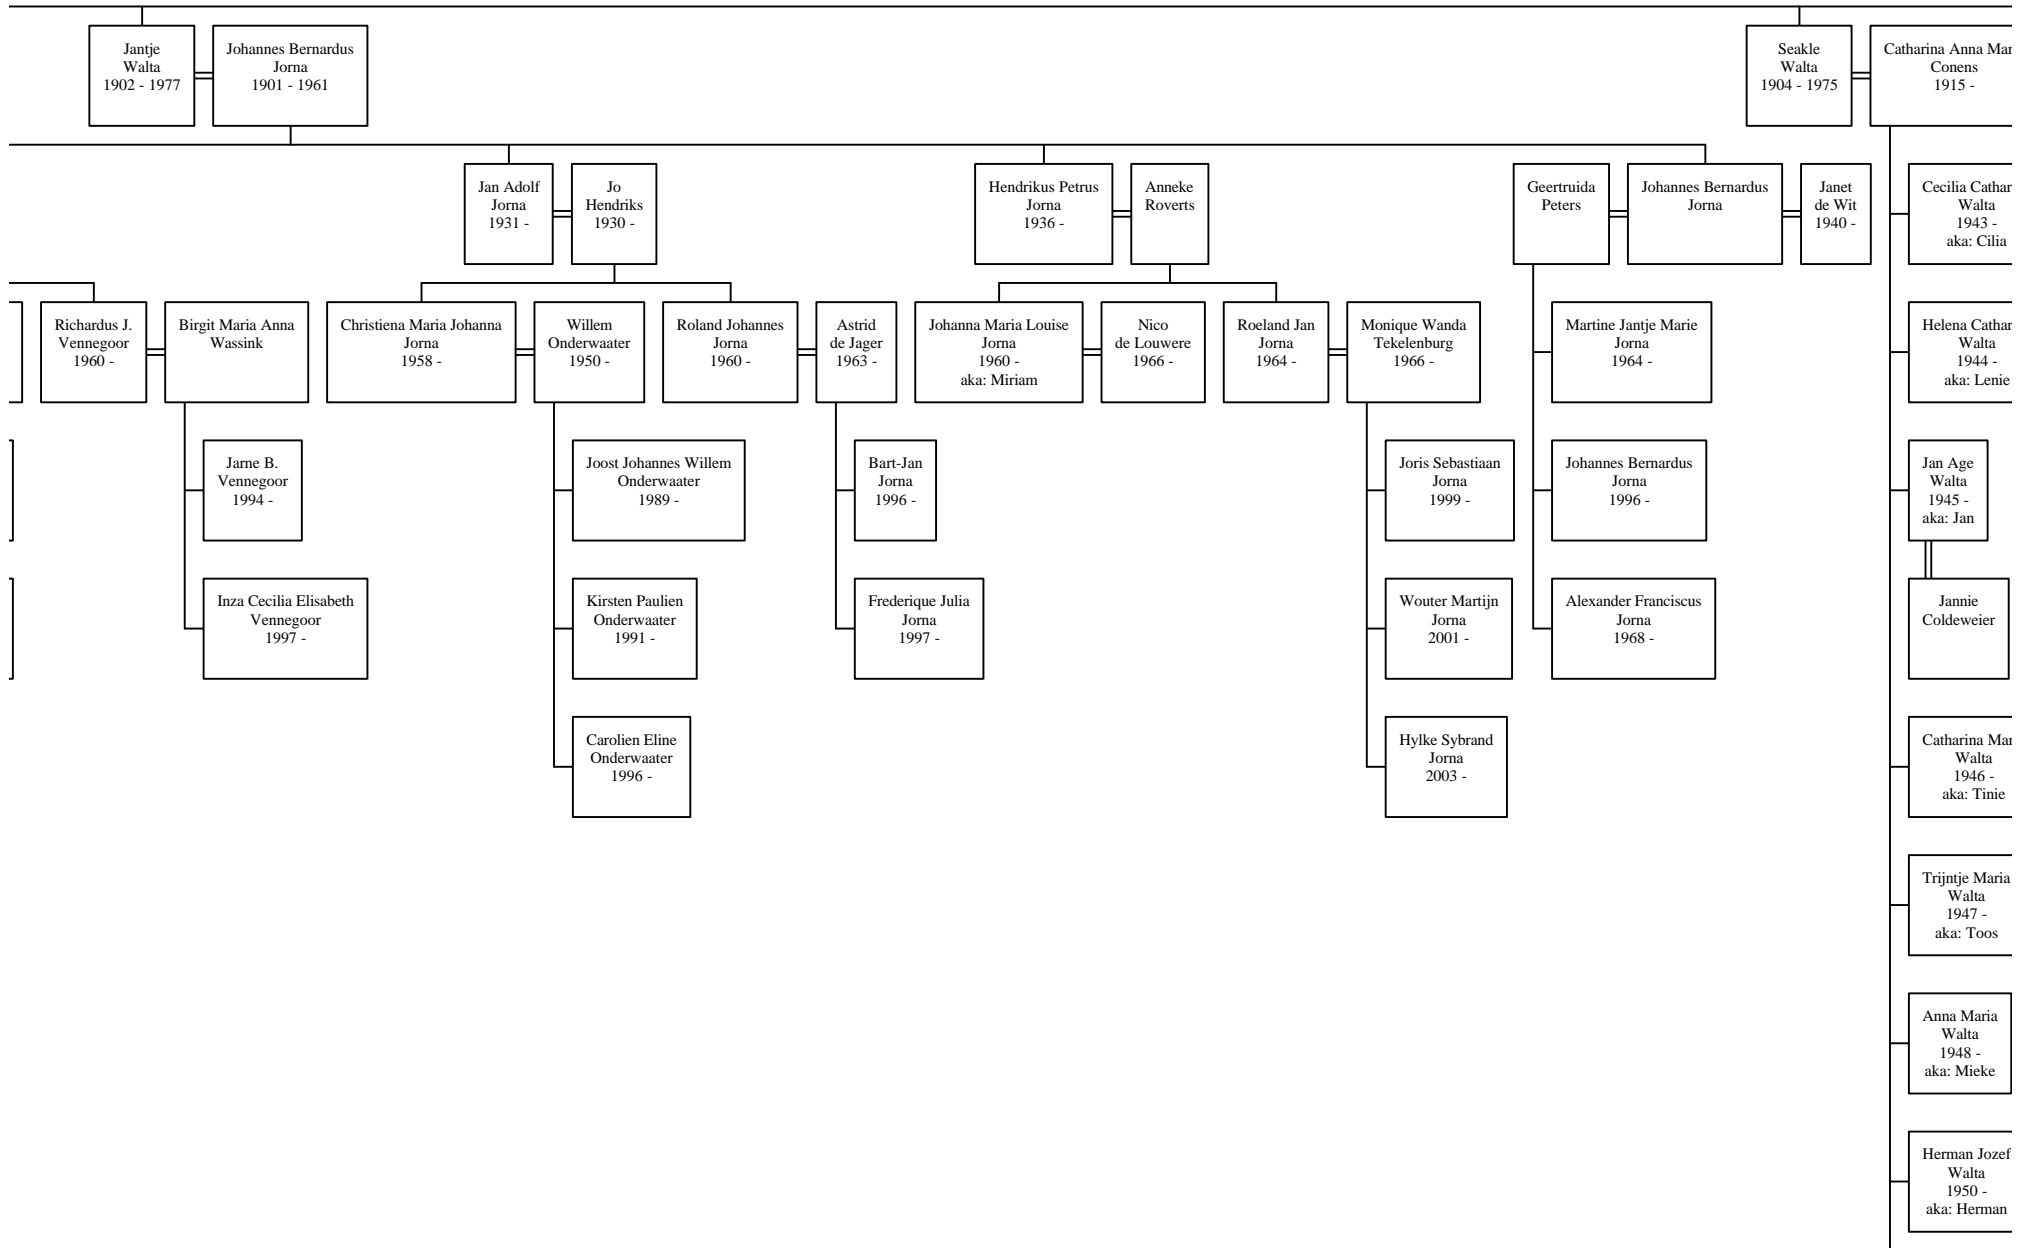 Jantje
Walta
1902 - 1977
Johannes Bernardus
Jorna
1901 - 1961
Seakle
Walta
1904 - 1975
Catharina Anna Mar
Conens
1915 -
Jan Adolf
Jorna
1931 -
Jo
Hendriks
1930 -
Hendrikus Petrus
Jorna
1936 -
Anneke
Roverts
Geertruida
Peters
Johannes Bernardus
Jorna
Janet
de Wit
1940 -
Cecilia Cathar
Walta
1943 -
aka: Cilia
Richardus J.
Vennegoor
1960 -
Birgit Maria Anna
Wassink
Christiena Maria Johanna
Jorna
1958 -
Willem
Onderwaater
1950 -
Roland Johannes
Jorna
1960 -
Astrid
de Jager
1963 -
Johanna Maria Louise
Jorna
1960 -
aka: Miriam
Nico
de Louwere
1966 -
Roeland Jan
Jorna
1964 -
Monique Wanda
Tekelenburg
1966 -
Martine Jantje Marie
Jorna
1964 -
Helena Cathar
Walta
1944 -
aka: Lenie
Jarne B.
Vennegoor
1994 -
Joost Johannes Willem
Onderwaater
1989 -
Bart-Jan
Jorna
1996 -
Joris Sebastiaan
Jorna
1999 -
Johannes Bernardus
Jorna
1996 -
Jan Age
Walta
1945 -
aka: Jan
Inza Cecilia Elisabeth
Vennegoor
1997 -
Kirsten Paulien
Onderwaater
1991 -
Frederique Julia
Jorna
1997 -
Wouter Martijn
Jorna
2001 -
Alexander Franciscus
Jorna
1968 -
Jannie
Coldeweier
Carolien Eline
Onderwaater
1996 -
Hylke Sybrand
Jorna
2003 -
Catharina Mar
Walta
1946 -
aka: Tinie
Trijntje Maria
Walta
1947 -
aka: Toos
Anna Maria
Walta
1948 -
aka: Mieke
Herman Jozef
Walta
1950 -
aka: Herman